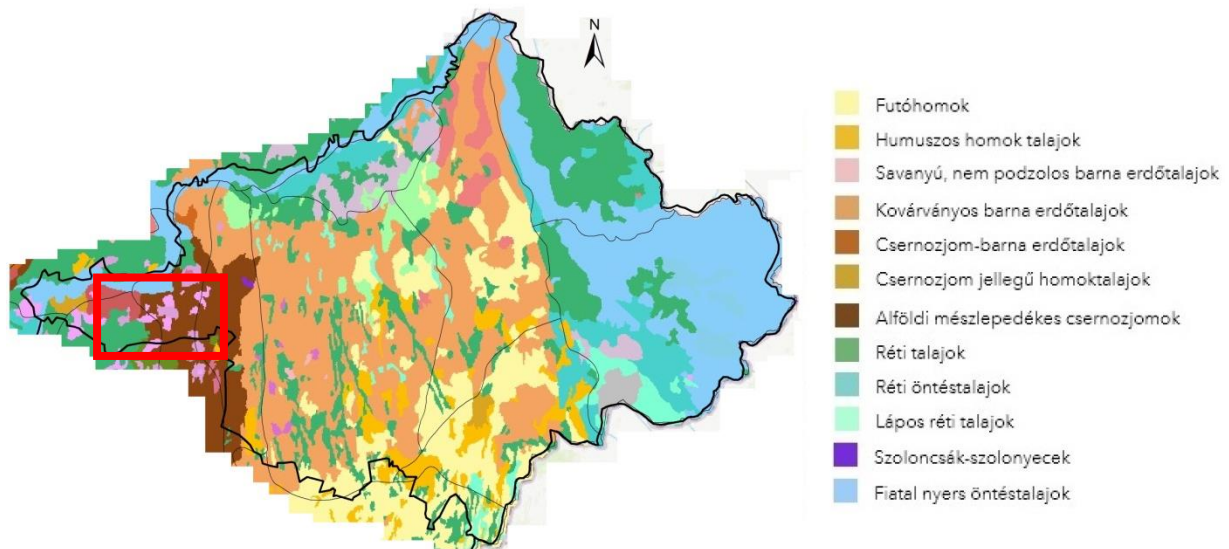 N
Futóhomok
Humuszos homok talajok
Savanyú, nem podzolos barna erdőtalajok
Kovárványos barna erdőtalajok
Csernozjom-barna erdőtalajok
Csernozjom jellegű homoktalajok
Alföldi mészlepedékes csernozjomok
Réti talajok
Réti öntéstalajok
Lápos réti talajok
Szoloncsák-szolonyecek
Fiatal nyers öntéstalajok